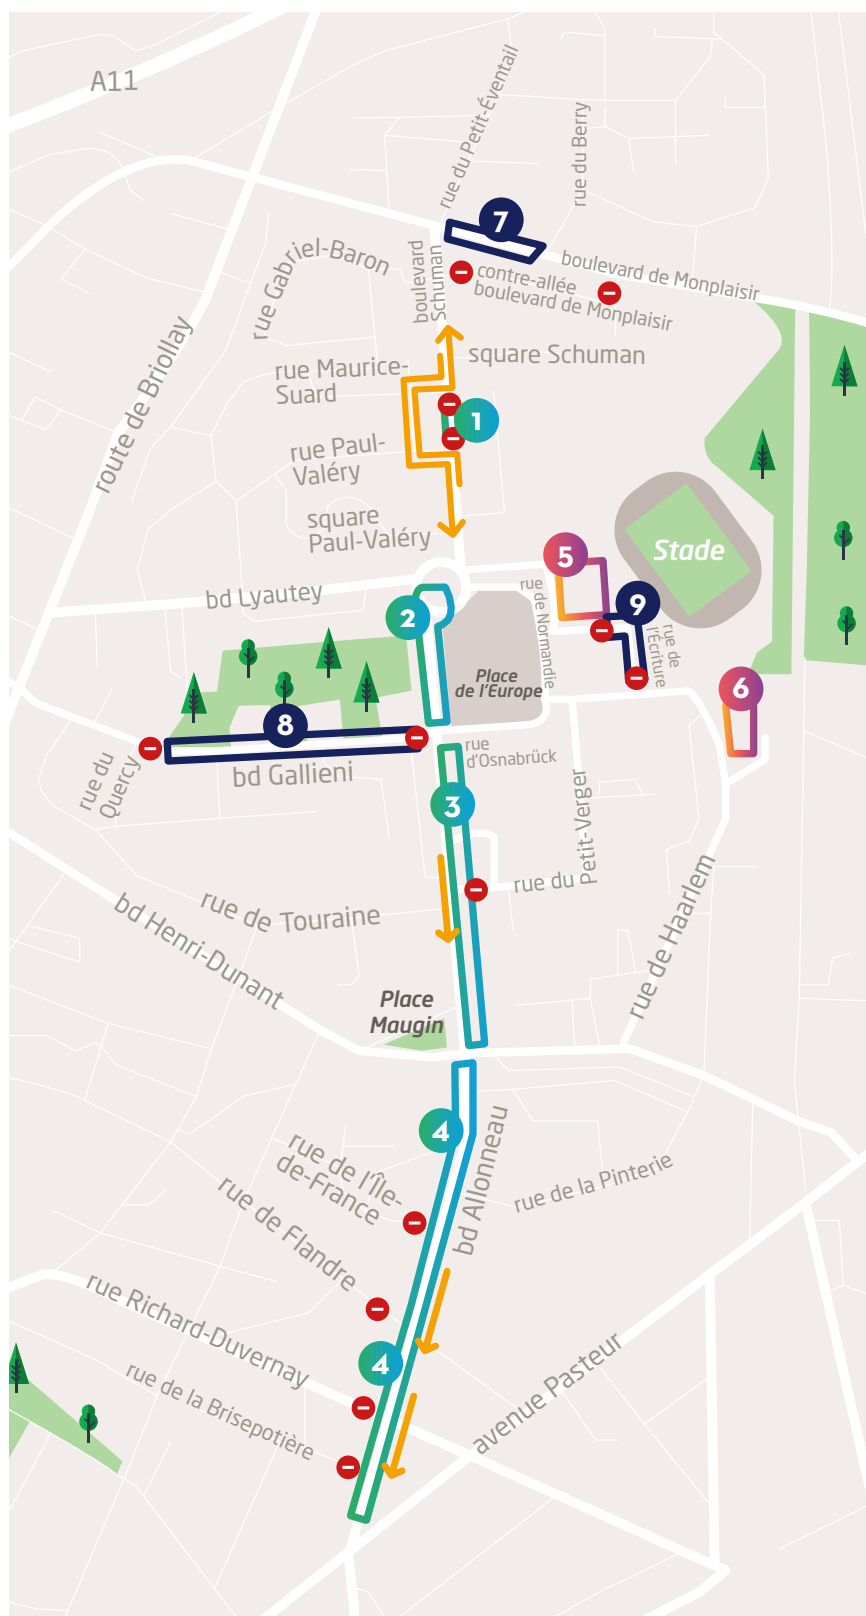 A11
rue du Petit-Éventail
rue du Berry
7
boulevard de Monplaisir
rue Gabriel-Baron
boulevard
Schuman
contre-allée
boulevard de Monplaisir
route de Briollay
square Schuman
rue Maurice-
Suard
1
rue Paul-
Valéry
square
Paul-Valéry
5
Stade
bd Lyautey
2
rue
de Normandie
9
rue de
l'Écriture
Place
de l'Europe
6
8
rue du
Quercy
bd Gallieni
rue
d'Osnabrück
3
rue du
Petit-Verger
rue de Touraine
bd Henri-Dunant
rue de Haarlem
Place
Maugin
4
rue de l'Île-
de-France
bd Allonneau
rue de la Pinterie
rue de Flandre
rue Richard-Duvernay
4
avenue Pasteur
rue de la Brisepotière